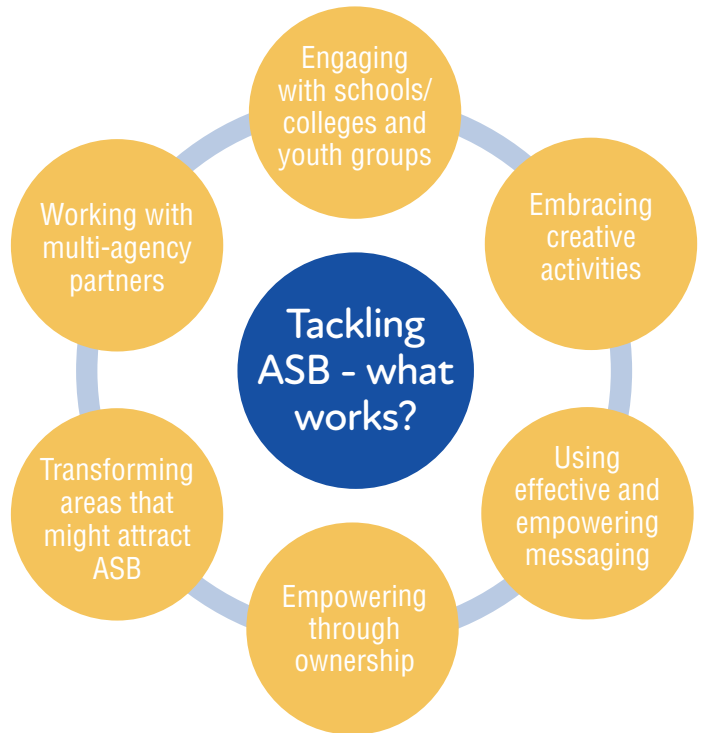 Engaging
with schools/
colleges and
youth groups
Embracing
creative
activities
Using
effective and
empowering
messaging
Empowering
through
ownership
Transforming
areas that
might attract
ASB
Working with
multi-agency
partners
Tackling
ASB - what
works?